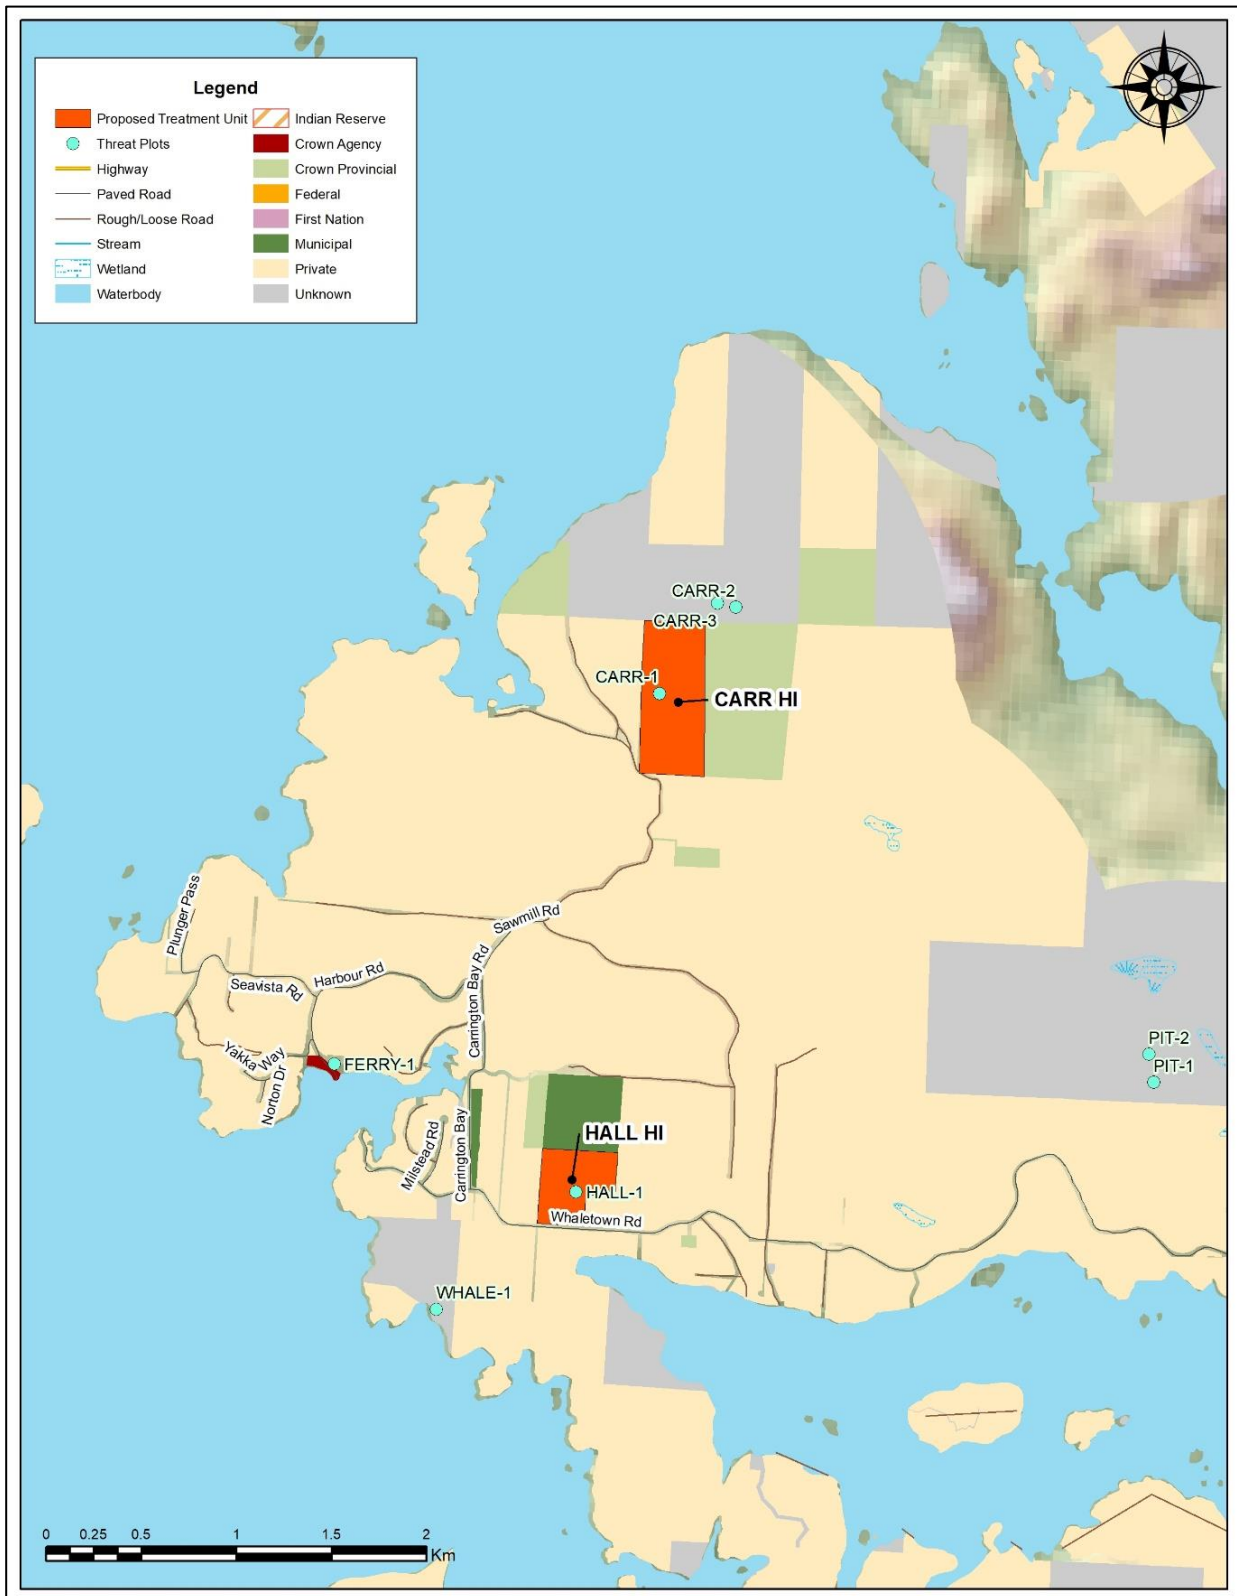 Legend
Proposed Treatment Unit
Threat Plots
Highway
Paved Road
Rough/Loose Road
Stream
Wetland
Waterbody
Indian Reserve
Crown Agency
Crown Provincial
Federal
First Nation
Municipal
Private
Unknown
CARR-2
CARR-3
CARR-1
CARR HI
Plunger Pass
Sawmill Rd
Harbour Rd
Seavista Rd
Carrington Bay Rd
Yakka Way
Norton Dr
FERRY-1
PIT-2
PIT-1
HALL HI
Milstead Rd
Carrington Bay
HALL-1
Whaletown Rd
WHALE-1
0 0.25 0.5 1 1.5 2
Km